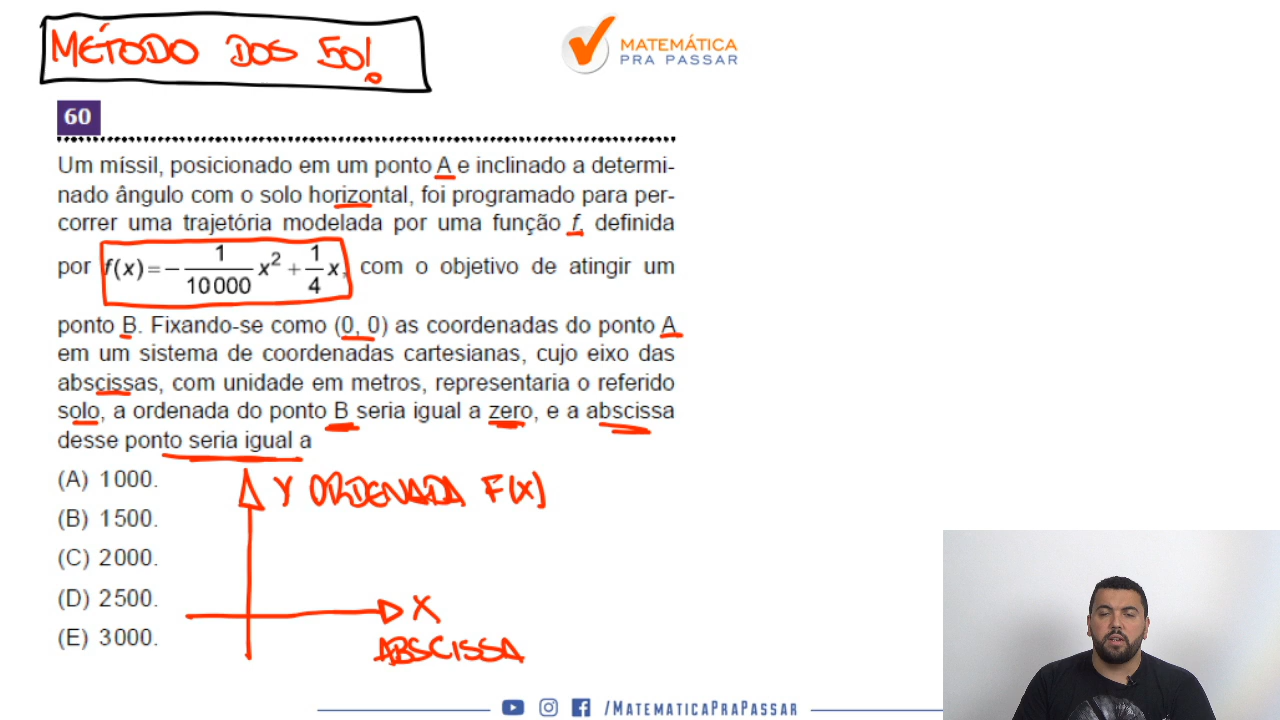 MÉTODO DOS 50!
MATEMÁTICA
PRA PASSAR
60
Um míssil, posicionado em um ponto A e inclinado a determi-
nado ângulo com o solo horizontal, foi programado para per-
correr uma trajetória modelada por uma função f, definida
por f(x) = – 1/10000 x² + 1/4 x, com o objetivo de atingir um
ponto B. Fixando-se como (0, 0) as coordenadas do ponto A
em um sistema de coordenadas cartesianas, cujo eixo das
abscissas, com unidade em metros, representaria o referido
solo, a ordenada do ponto B seria igual a zero, e a abscissa
desse ponto seria igual a
(A) 1000.
(B) 1500.
(C) 2000.
(D) 2500.
(E) 3000.
Y ORDENADA F(X)
X
ABSCISSA
/MATEMATICAPRAPASSAR